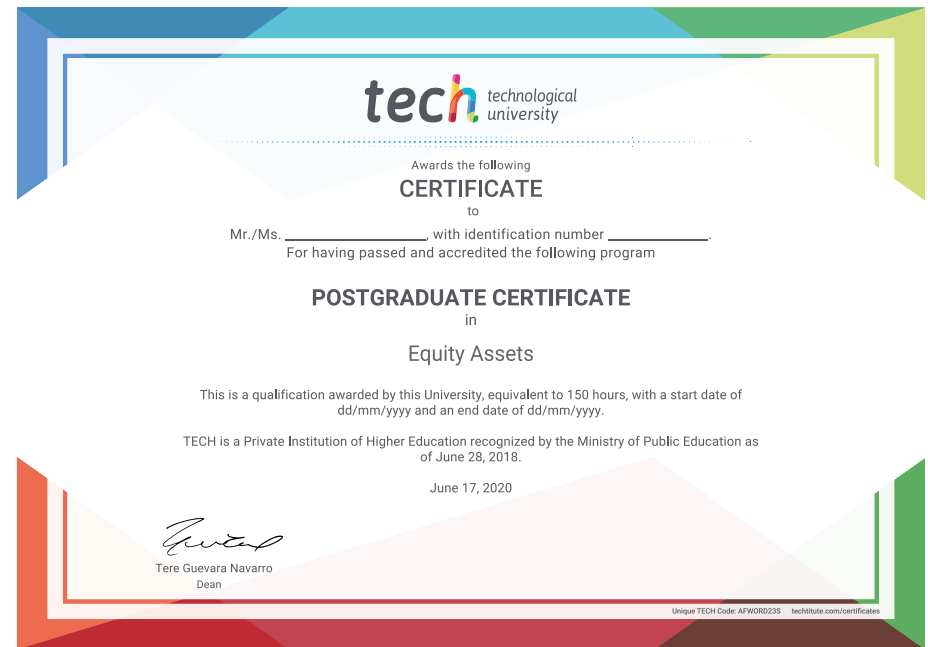 tech technological
university
Awards the following
CERTIFICATE
to
Mr./Ms. ____________________, with identification number ______________.
For having passed and accredited the following program
POSTGRADUATE CERTIFICATE
in
Equity Assets
This is a qualification awarded by this University, equivalent to 150 hours, with a start date of
dd/mm/yyyy and an end date of dd/mm/yyyy.
TECH is a Private Institution of Higher Education recognized by the Ministry of Public Education as
of June 28, 2018.
June 17, 2020
Tere Guevara Navarro
Dean
Unique TECH Code: AFWORD23S techtitute.com/certificates